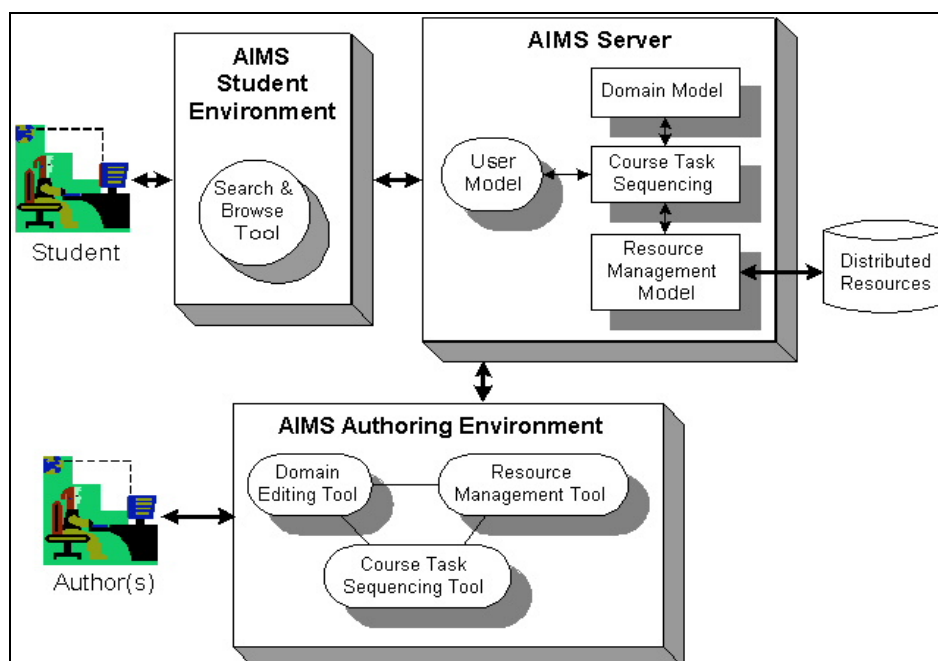 AIMS
Student
Environment
Search &
Browse
Tool
Student
AIMS Server
Domain Model
User
Model
Course Task
Sequencing
Resource
Management
Model
Distributed
Resources
AIMS Authoring Environment
Domain
Editing Tool
Resource
Management Tool
Course Task
Sequencing Tool
Author(s)